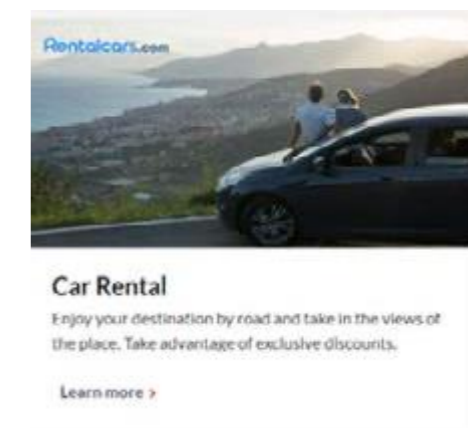 Rentalcars.com
Car Rental
Enjoy your destination by road and take in the views of
the place. Take advantage of exclusive discounts.
Learn more >